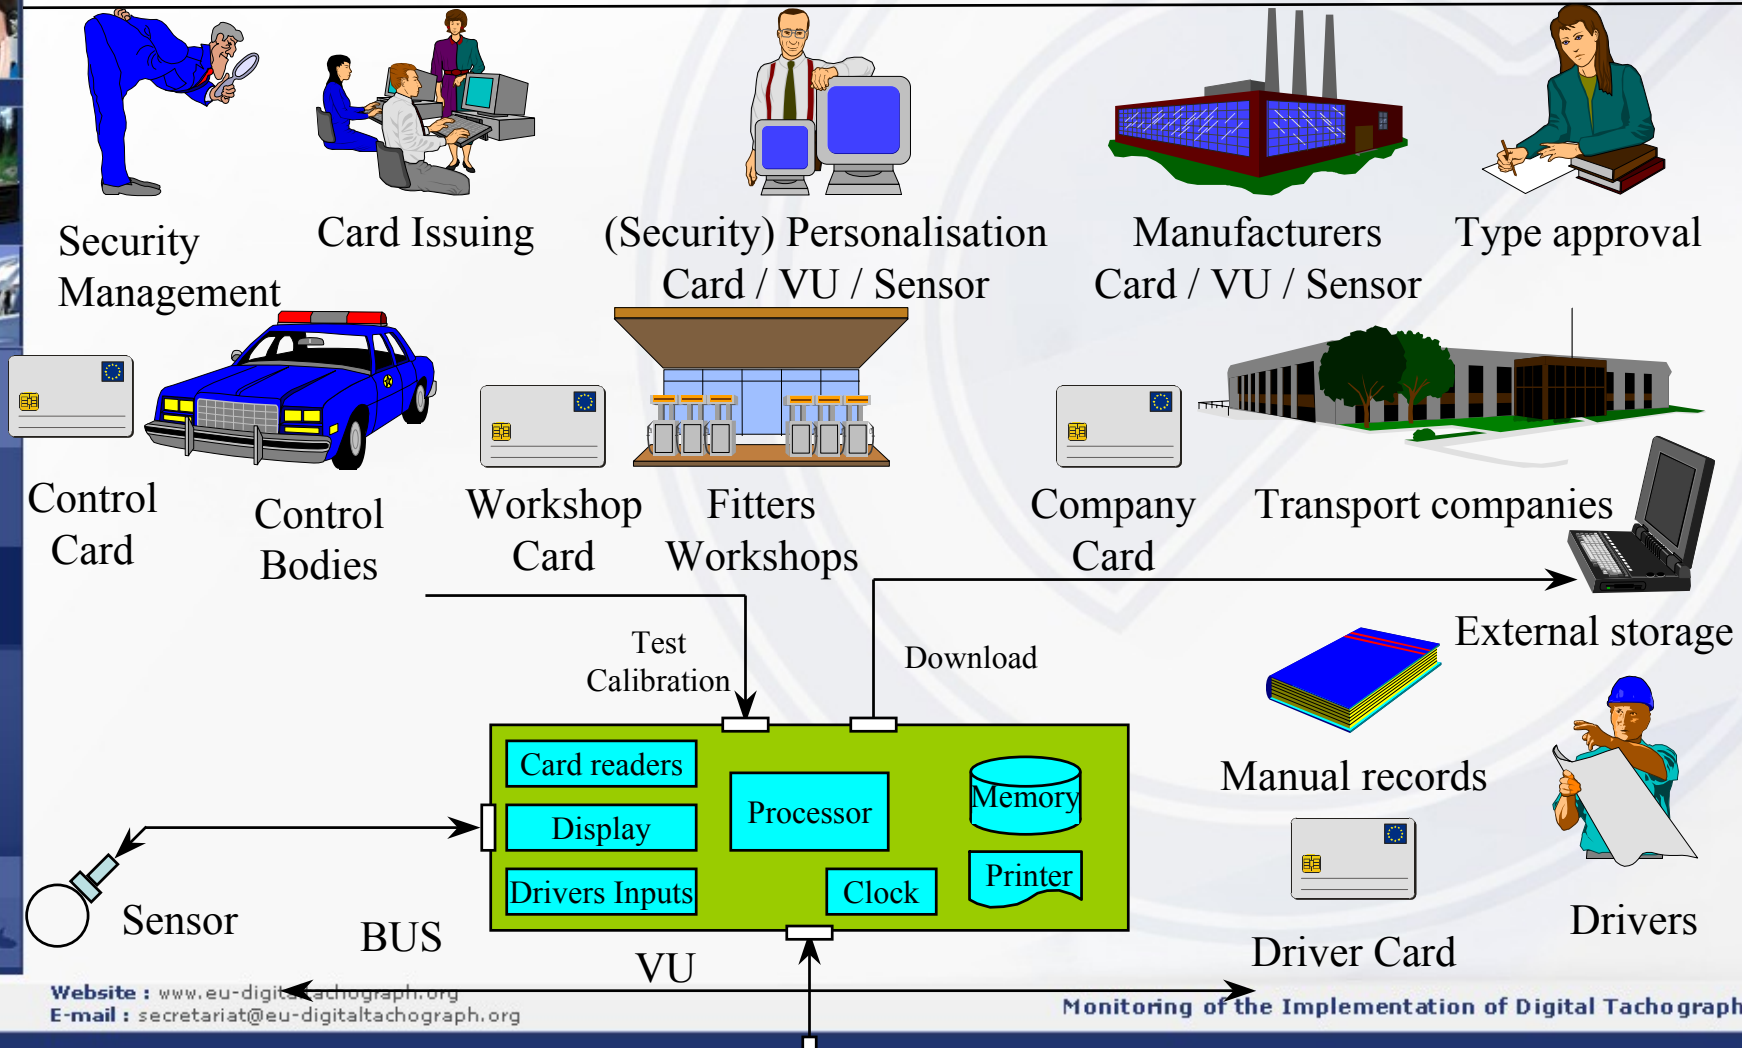 Security
Management
Card Issuing
(Security) Personalisation
Card / VU / Sensor
Manufacturers
Card / VU / Sensor
Type approval
Control
Card
Control
Bodies
Workshop
Card
Fitters
Workshops
Company
Card
Transport companies
External storage
Test
Calibration
Download
Card readers
Display
Drivers Inputs
Processor
Clock
Memory
Printer
Manual records
Driver Card
Drivers
Sensor
BUS
VU
Website : www.eu-digitaltachograph.org
E-mail : secretariat@eu-digitaltachograph.org
Monitoring of the Implementation of Digital Tachograph